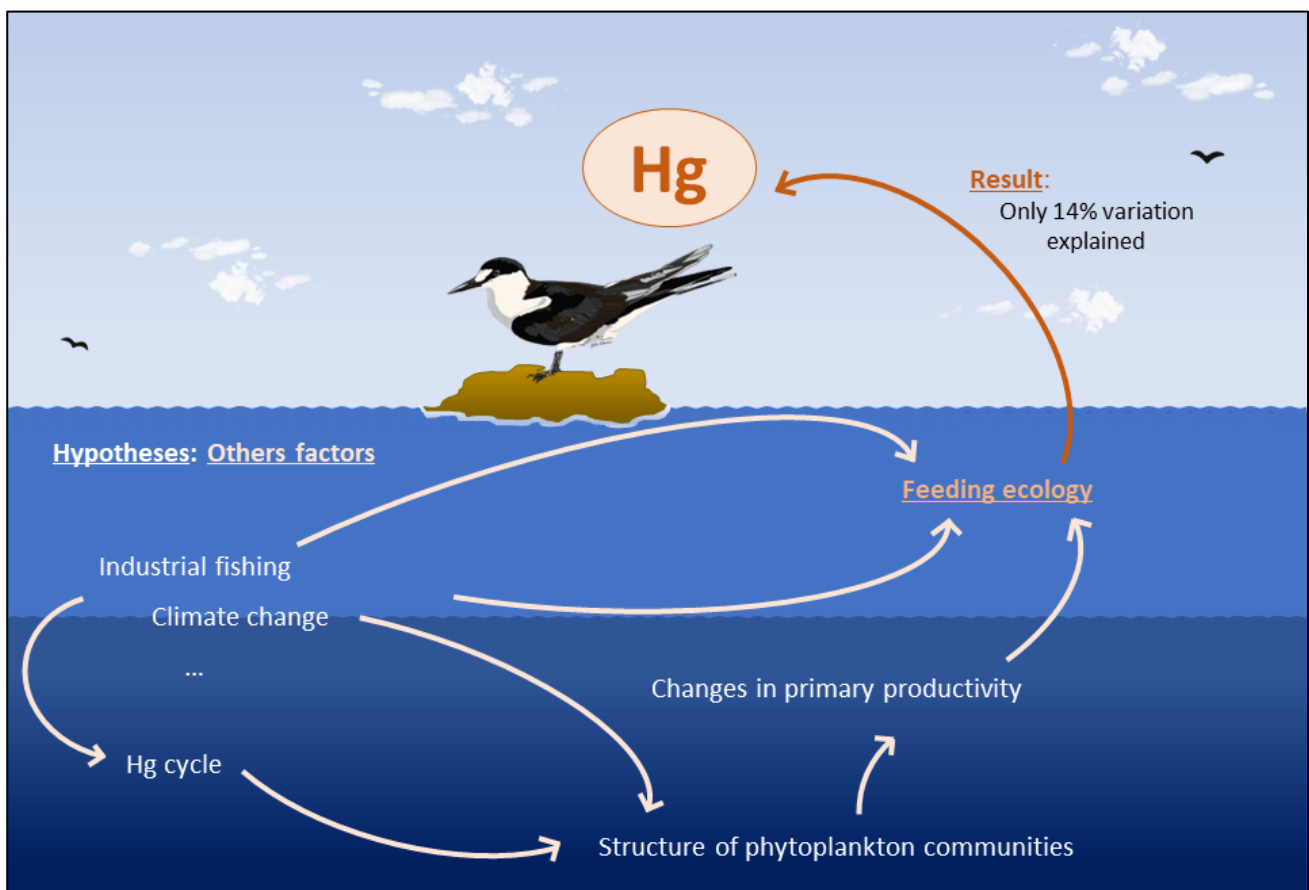 Hg
Result:
Only 14% variation
explained
Hypotheses: Others factors
Feeding ecology
Industrial fishing
Climate change
...
Changes in primary productivity
Hg cycle
Structure of phytoplankton communities